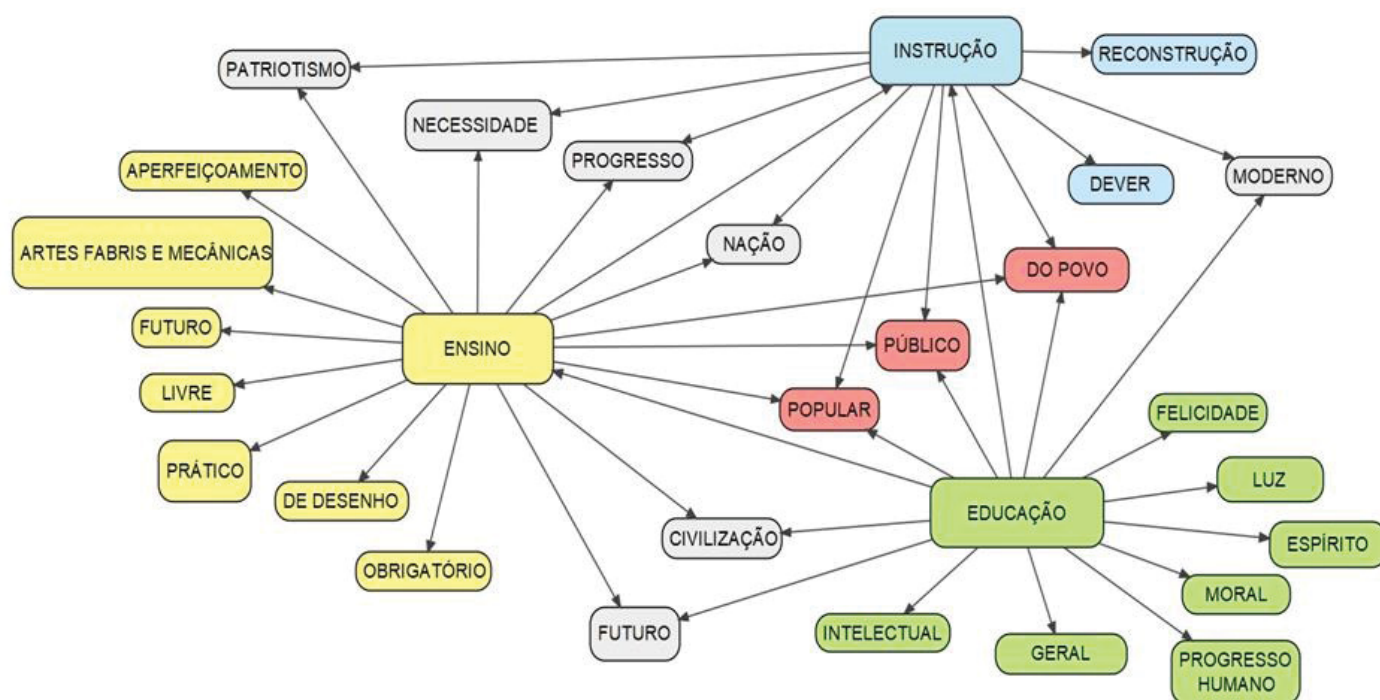 INSTRUÇÃO
RECONSTRUÇÃO
PATRIOTISMO
NECESSIDADE
PROGRESSO
APERFEIÇOAMENTO
DEVER
MODERNO
ARTES FABRIS E MECÂNICAS
NAÇÃO
DO POVO
FUTURO
ENSINO
PÚBLICO
LIVRE
POPULAR
FELICIDADE
PRÁTICO
LUZ
DE DESENHO
EDUCAÇÃO
CIVILIZAÇÃO
ESPÍRITO
OBRIGATÓRIO
MORAL
FUTURO
INTELECTUAL
GERAL
PROGRESSO
HUMANO